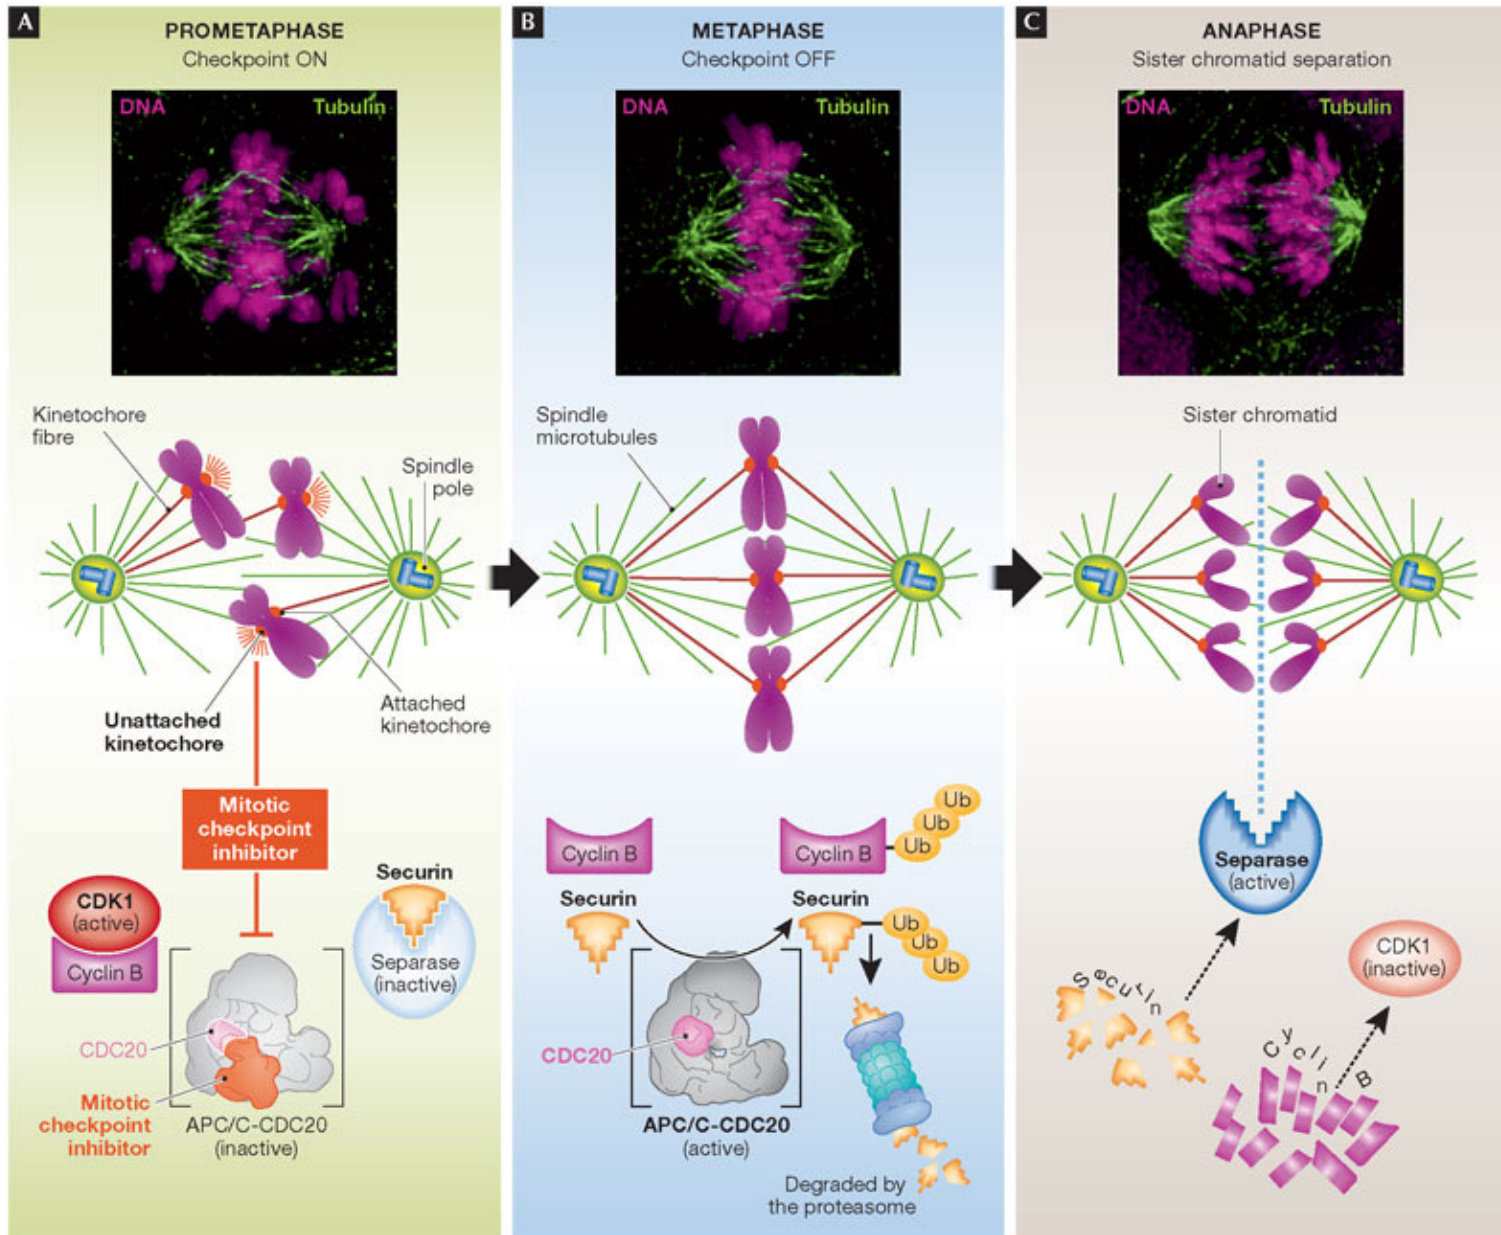 A
PROMETAPHASE
Checkpoint ON
DNA
Tubulin
Kinetochore
fibre
Spindle
pole
Unattached
kinetochore
Attached
kinetochore
Mitotic
checkpoint
inhibitor
CDK1
(active)
Cyclin B
Securin
Separase
(inactive)
CDC20
Mitotic
checkpoint
inhibitor
APC/C-CDC20
(inactive)
B
METAPHASE
Checkpoint OFF
DNA
Tubulin
Spindle
microtubules
Cyclin B
Cyclin B
Ub
Ub
Ub
Securin
Securin
Ub
Ub
Ub
CDC20
APC/C-CDC20
(active)
Degraded by
the proteasome
C
ANAPHASE
Sister chromatid separation
DNA
Tubulin
Sister chromatid
Separase
(active)
CDK1
(inactive)
Securin
Cyclin B